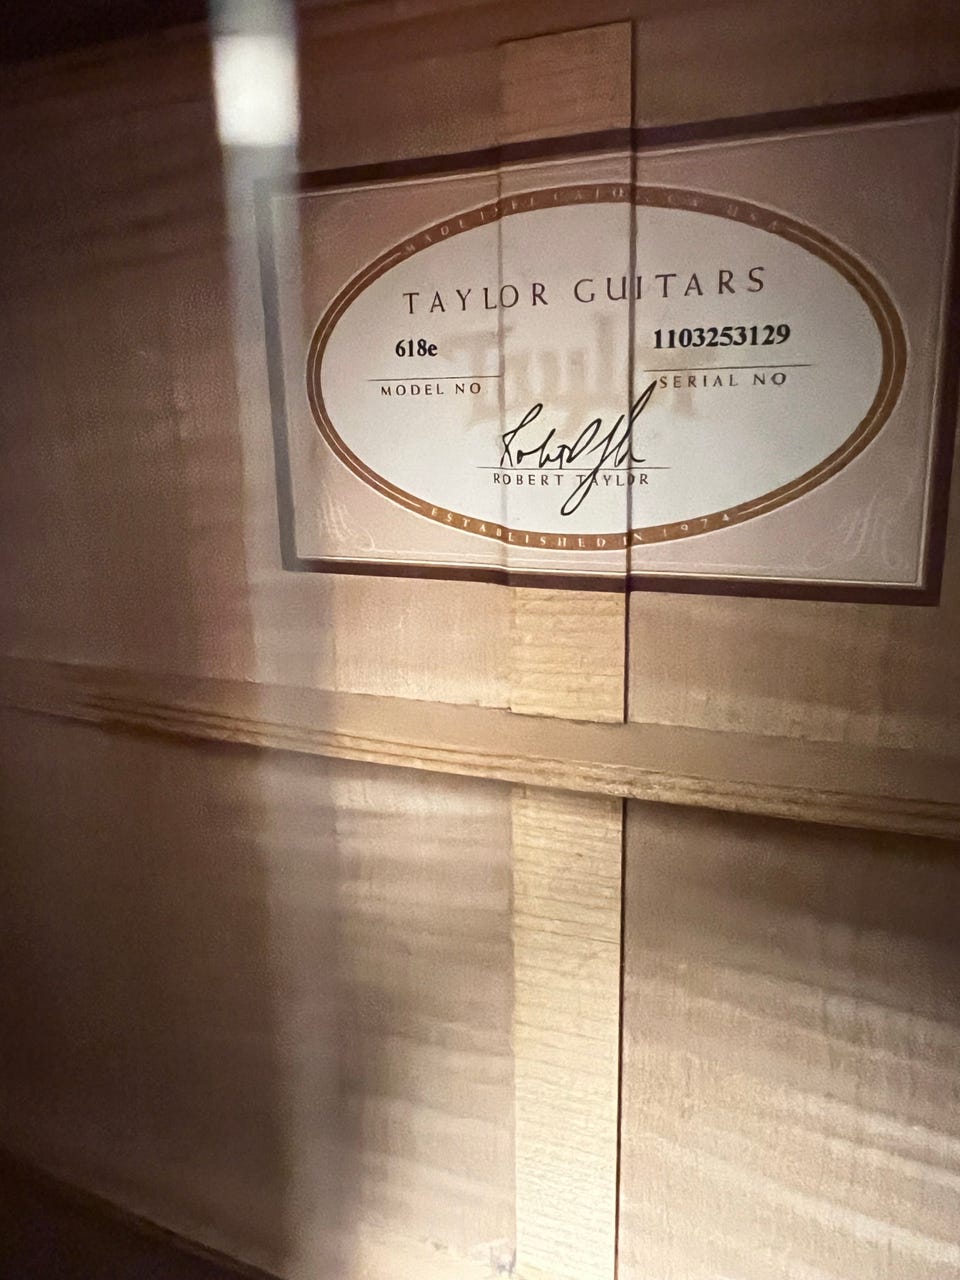 MADE IN EL CAJON, CA USA
TAYLOR GUITARS
618e
1103253129
MODEL NO
SERIAL NO
ROBERT TAYLOR
ESTABLISHED IN 1974